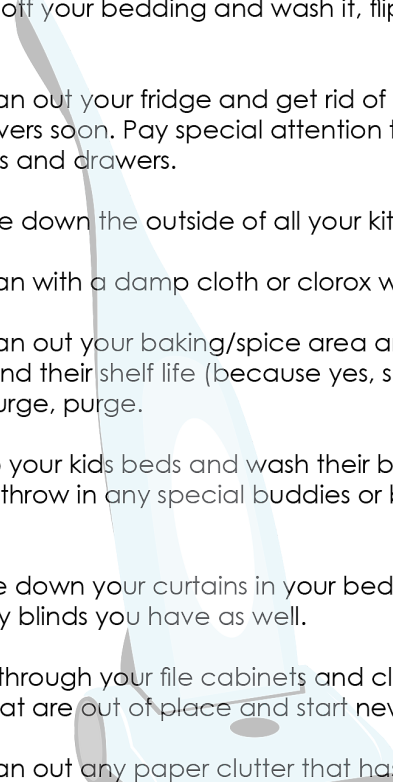 off your bedding and wash it, flip
an out your fridge and get rid of
vers soon. Pay special attention
s and drawers.
e down the outside of all your kit
an with a damp cloth or clorox w
an out your baking/spice area a
nd their shelf life (because yes, s
urge, purge.
your kids beds and wash their b
throw in any special buddies or b
e down your curtains in your bed
y blinds you have as well.
through your file cabinets and cl
at are out of place and start nev
an out any paper clutter that has